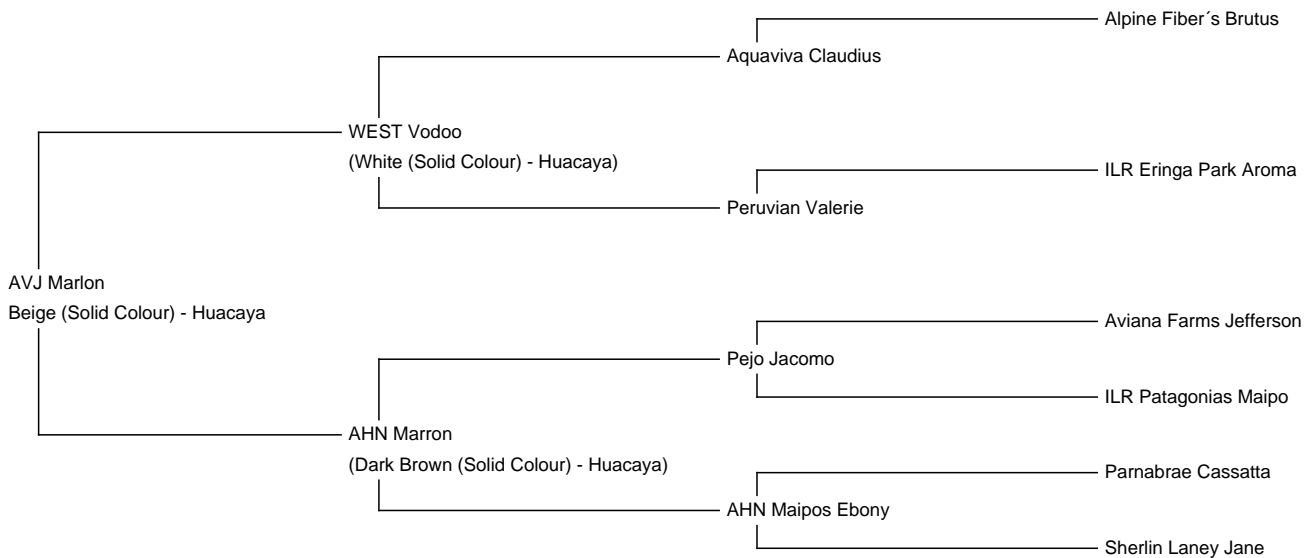 Alpine Fiber´s Brutus
Aquaviva Claudius
WEST Vodoo
(White (Solid Colour) - Huacaya)
ILR Eringa Park Aroma
Peruvian Valerie
AVJ Marlon
Beige (Solid Colour) - Huacaya
Aviana Farms Jefferson
Pejo Jacomo
ILR Patagonias Maipo
AHN Marron
(Dark Brown (Solid Colour) - Huacaya)
Parnabrae Cassatta
AHN Maipos Ebony
Sherlin Laney Jane